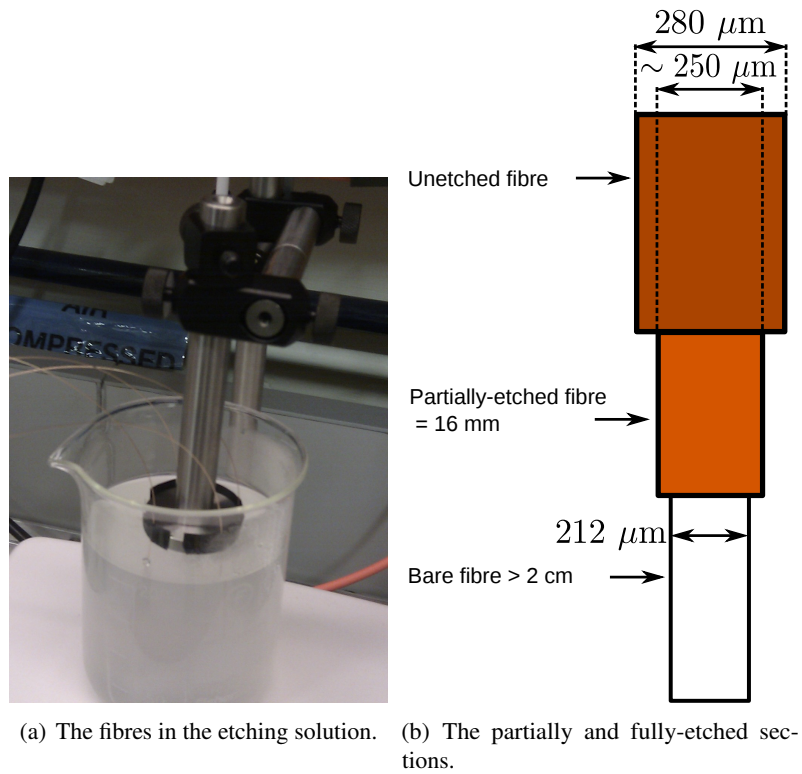 280 μm
~ 250 μm
Unetched fibre
AIR
OMPRESSED
Partially-etched fibre
= 16 mm
212 μm
Bare fibre > 2 cm
(a) The fibres in the etching solution.
(b) The partially and fully-etched sec-
tions.